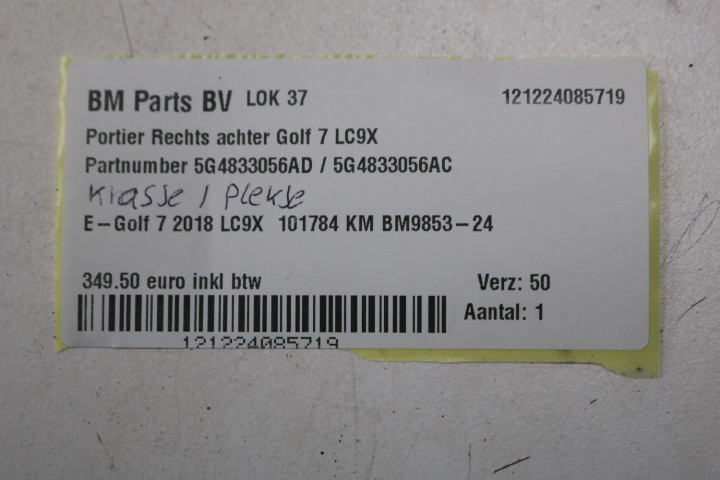 BM Parts BV LOK 37 121224085719
Portier Rechts achter Golf 7 LC9X
Partnumber 5G4833056AD / 5G4833056AC
Klasse 1 plekje
E-Golf 7 2018 LC9X 101784 KM BM9853-24
349.50 euro inkl btw Verz: 50
Aantal: 1
121224085719